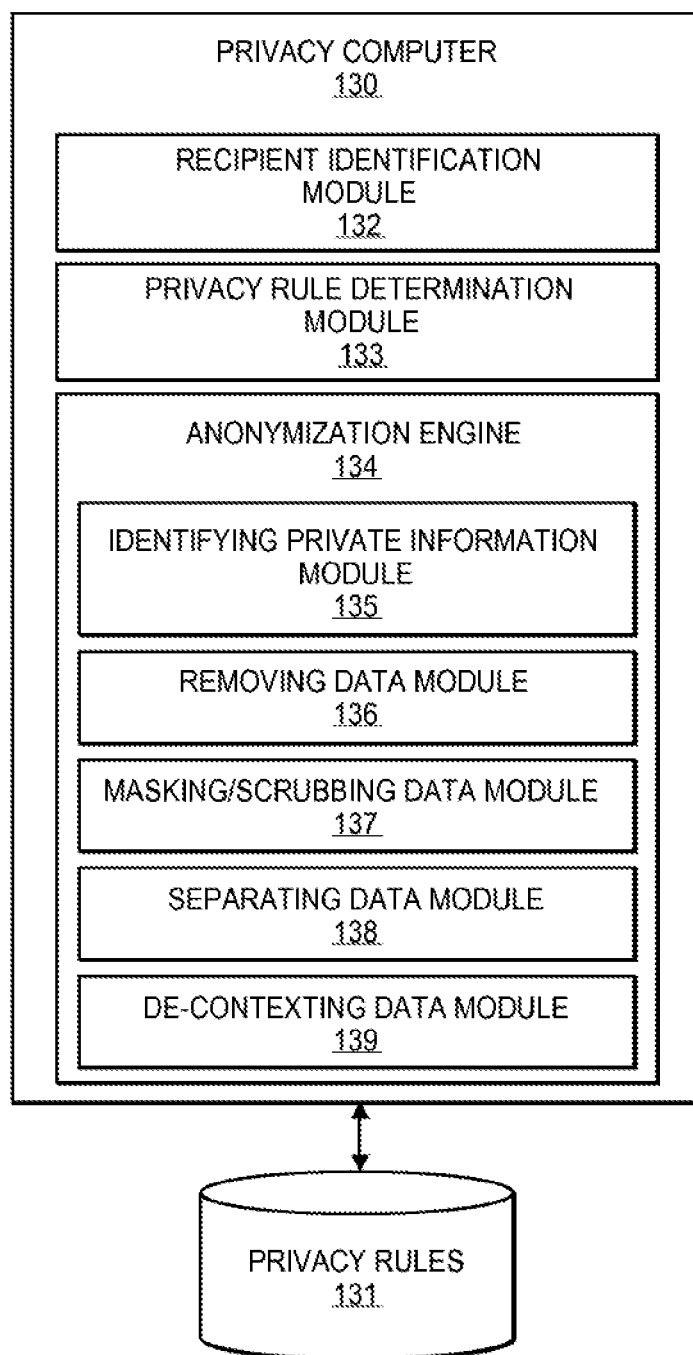 PRIVACY COMPUTER
130
RECIPIENT IDENTIFICATION
MODULE
132
PRIVACY RULE DETERMINATION
MODULE
133
ANONYMIZATION ENGINE
134
IDENTIFYING PRIVATE INFORMATION
MODULE
135
REMOVING DATA MODULE
136
MASKING/SCRUBBING DATA MODULE
137
SEPARATING DATA MODULE
138
DE-CONTEXTING DATA MODULE
139
PRIVACY RULES
131